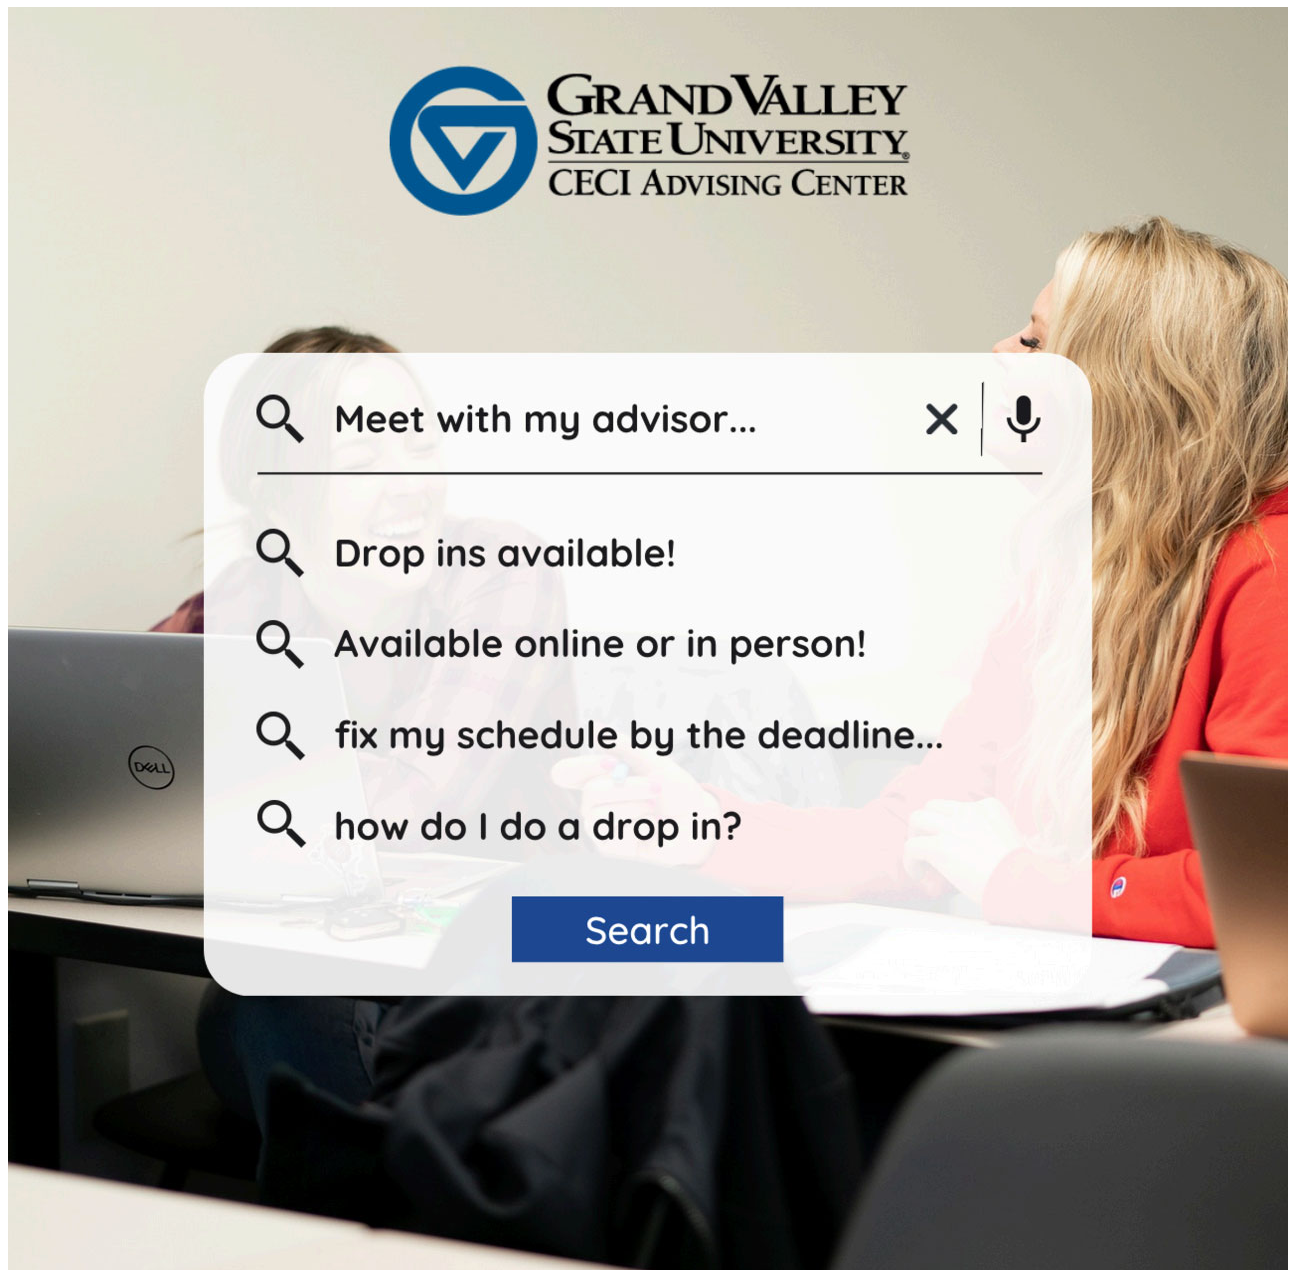 GRAND VALLEY
STATE UNIVERSITY®
CECI ADVISING CENTER
Meet with my advisor...
Drop ins available!
Available online or in person!
fix my schedule by the deadline...
how do I do a drop in?
Search
DELL